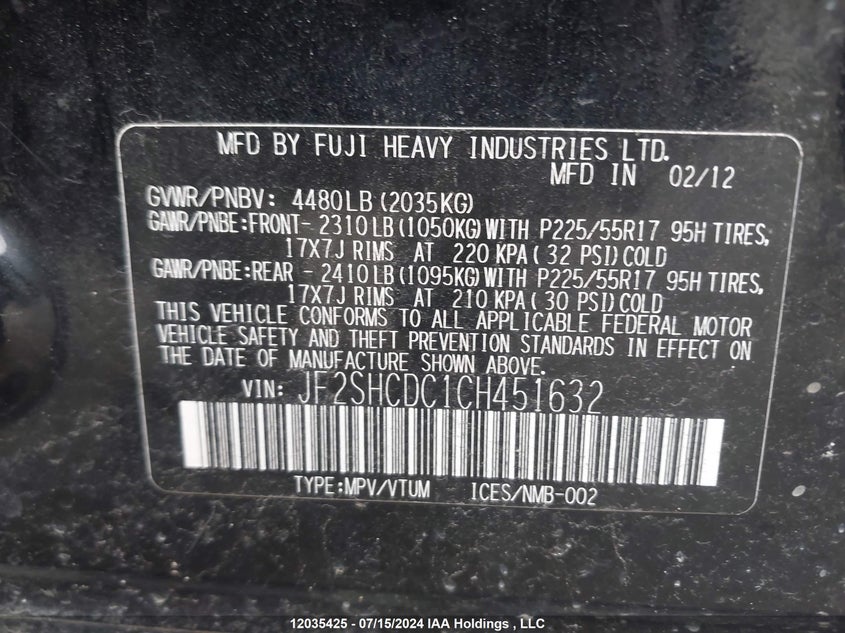 MFD BY FUJI HEAVY INDUSTRIES LTD.
MFD IN 02/12
GVWR/PNBV: 4480LB(2035KG)
GAWR/PNBE:FRONT- 2310LB(1050KG)WITH P225/55R17 95H TIRES,
17X7J RIMS AT 220 KPA( 32 PSI)COLD
GAWR/PNBE:REAR - 2410LB(1095KG)WITH P225/55R17 95H TIRES,
17X7J RIMS AT 210 KPA( 30 PSI)COLD
THIS VEHICLE CONFORMS TO ALL APPLICABLE FEDERAL MOTOR
VEHICLE SAFETY AND THEFT PREVENTION STANDARDS IN EFFECT ON
THE DATE OF MANUFACTURE SHOWN ABOVE.
VIN: JF2SHCDC1CH451632
TYPE:MPV/VTUM ICES/NMB-002
12035425 - 07/15/2024 IAA Holdings , LLC